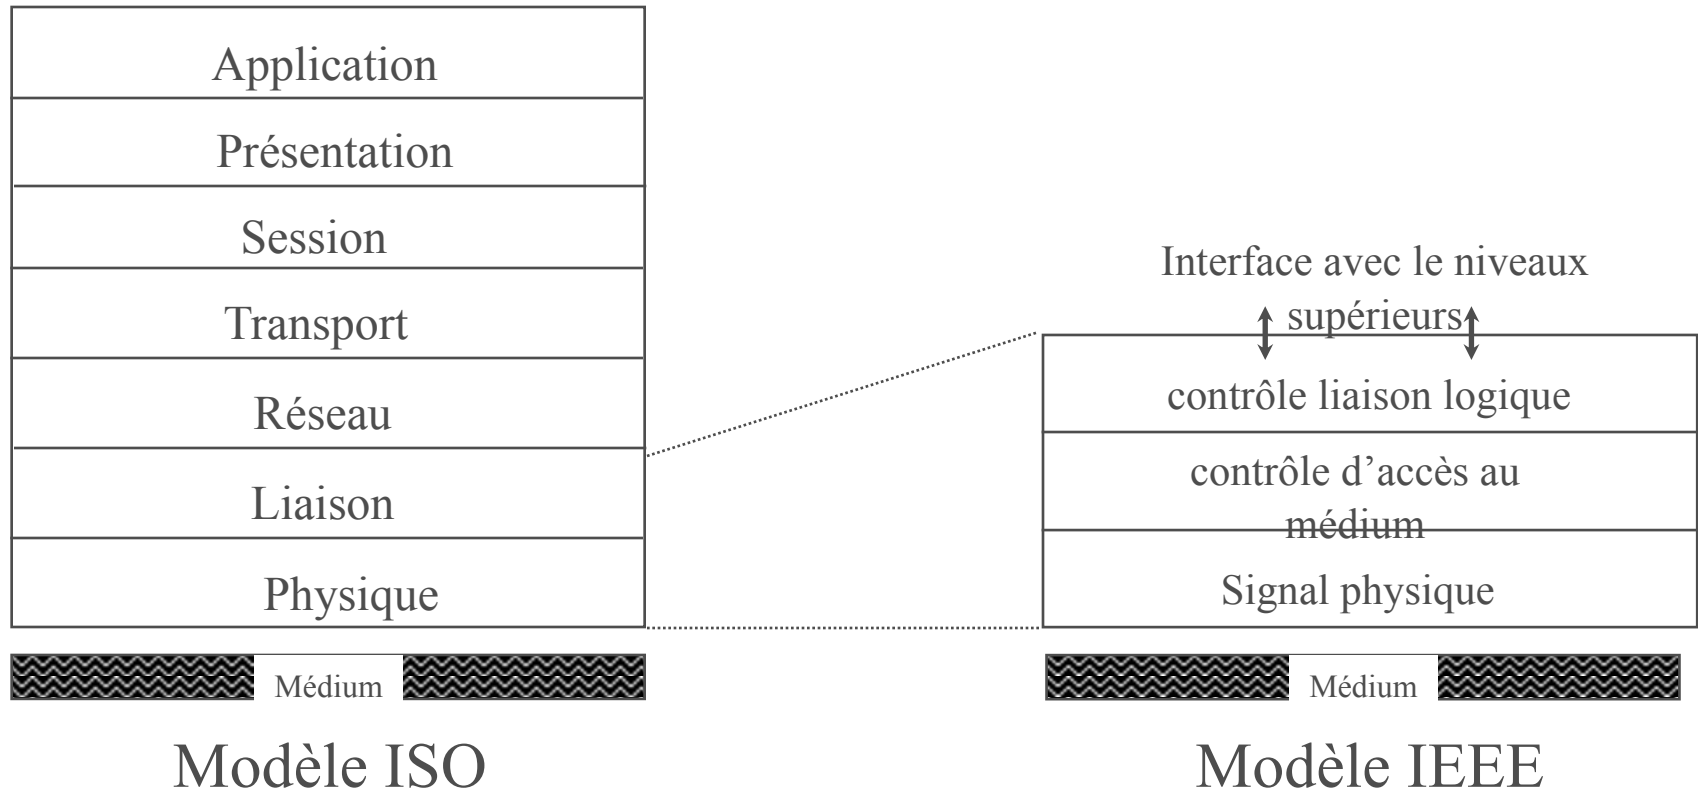 Application
Présentation
Session
Transport
Réseau
Liaison
Physique
Médium
Modèle ISO
Interface avec le niveaux
supérieurs
contrôle liaison logique
contrôle d’accès au
médium
Signal physique
Médium
Modèle IEEE